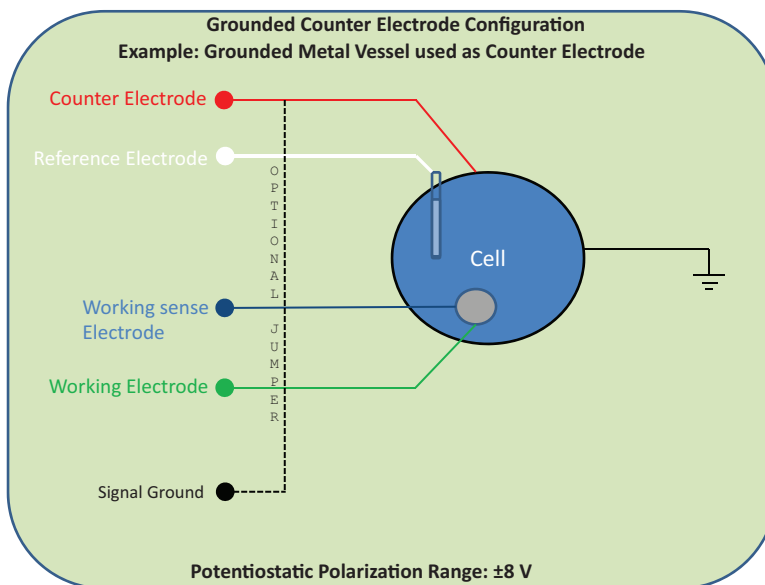 Grounded Counter Electrode Configuration
Example: Grounded Metal Vessel used as Counter Electrode
Counter Electrode
Reference Electrode
OPTIONAL JUMPER
Cell
Working sense
Electrode
Working Electrode
Signal Ground
Potentiostatic Polarization Range: ±8 V